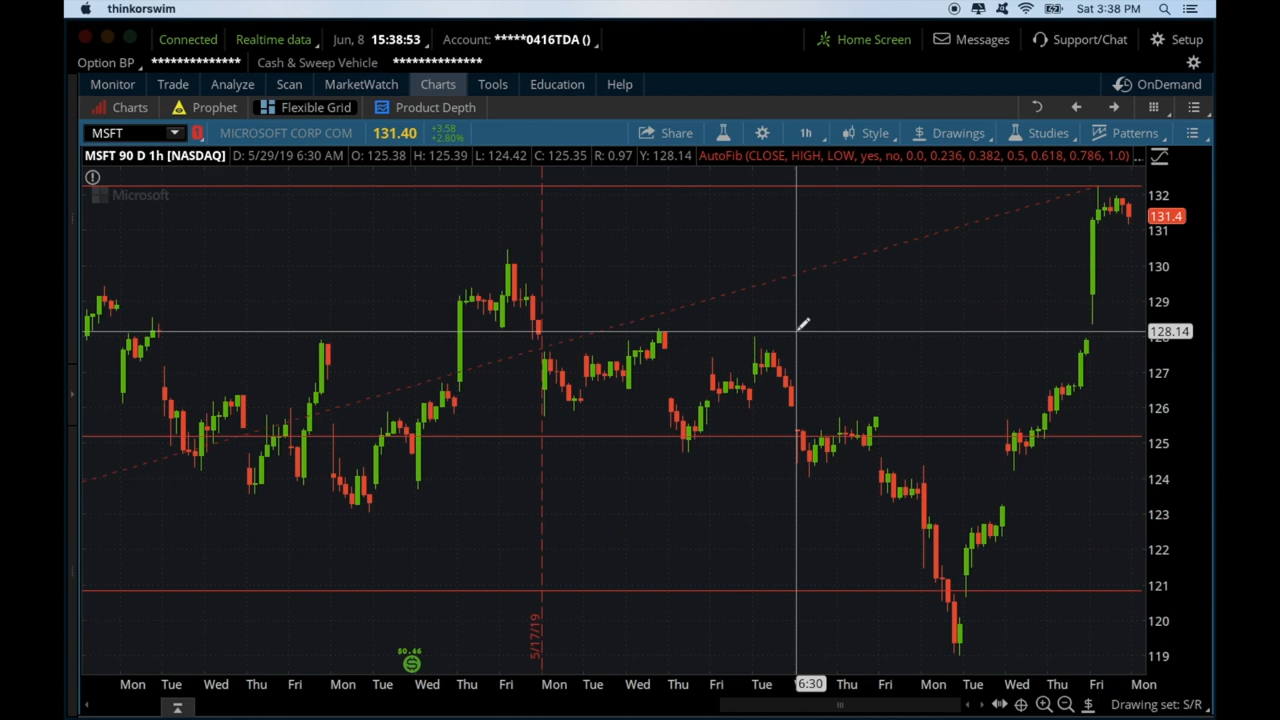 thinkorswim Sat 3:38 PM
Connected Realtime data Jun, 8 15:38:53 Account: *****0416TDA () Home Screen Messages Support/Chat Setup
Option BP ************** Cash & Sweep Vehicle **************
Monitor Trade Analyze Scan MarketWatch Charts Tools Education Help OnDemand
Charts Prophet Flexible Grid Product Depth
MSFT 1 MICROSOFT CORP COM 131.40 +3.58 Share 1h Style Drawings Studies Patterns
+2.80%
MSFT 90 D 1h [NASDAQ] D: 5/29/19 6:30 AM O: 125.38 H: 125.39 L: 124.42 C: 125.35 R: 0.97 Y: 128.14 AutoFib (CLOSE, HIGH, LOW, yes, no, 0.0, 0.236, 0.382, 0.5, 0.618, 0.786, 1.0) ...
Microsoft
132
131.4
131
130
129
128.14
127
126
125
124
123
122
121
120
119
5/17/19
$0.46
S
Mon Tue Wed Thu Fri Mon Tue Wed Thu Fri Mon Tue Wed Thu Fri Tue 6:30 Thu Fri Mon Tue Wed Thu Fri Mon
Drawing set: S/R